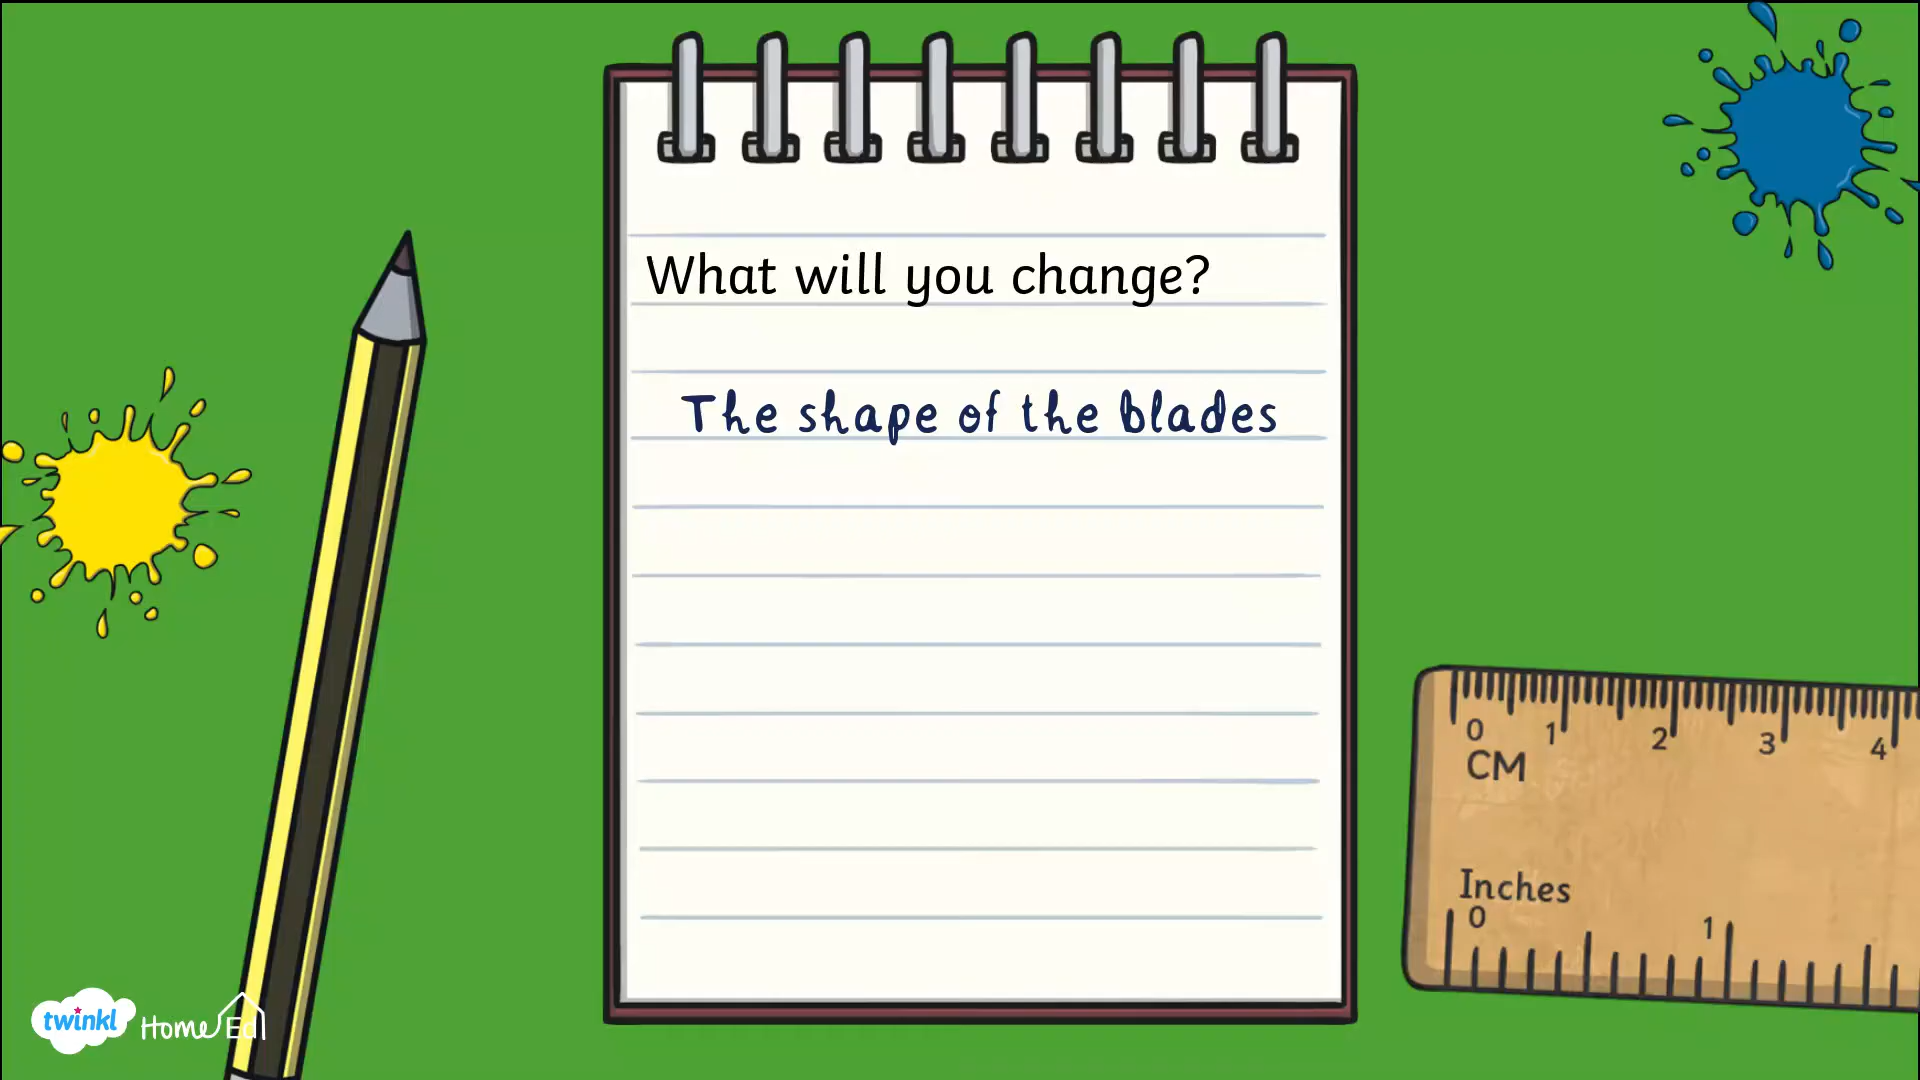 What will you change?
The shape of the blades
0 1 2 3 4
CM
Inches
0 1
twinkl Home Ed